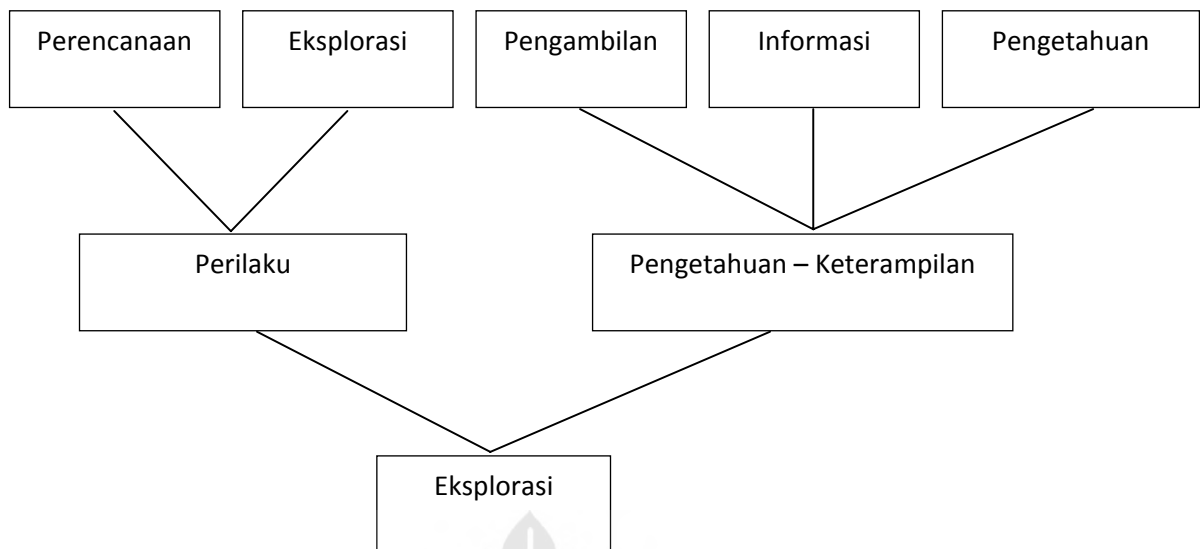 Perencanaan
Eksplorasi
Pengambilan
Informasi
Pengetahuan
Perilaku
Pengetahuan – Keterampilan
Eksplorasi